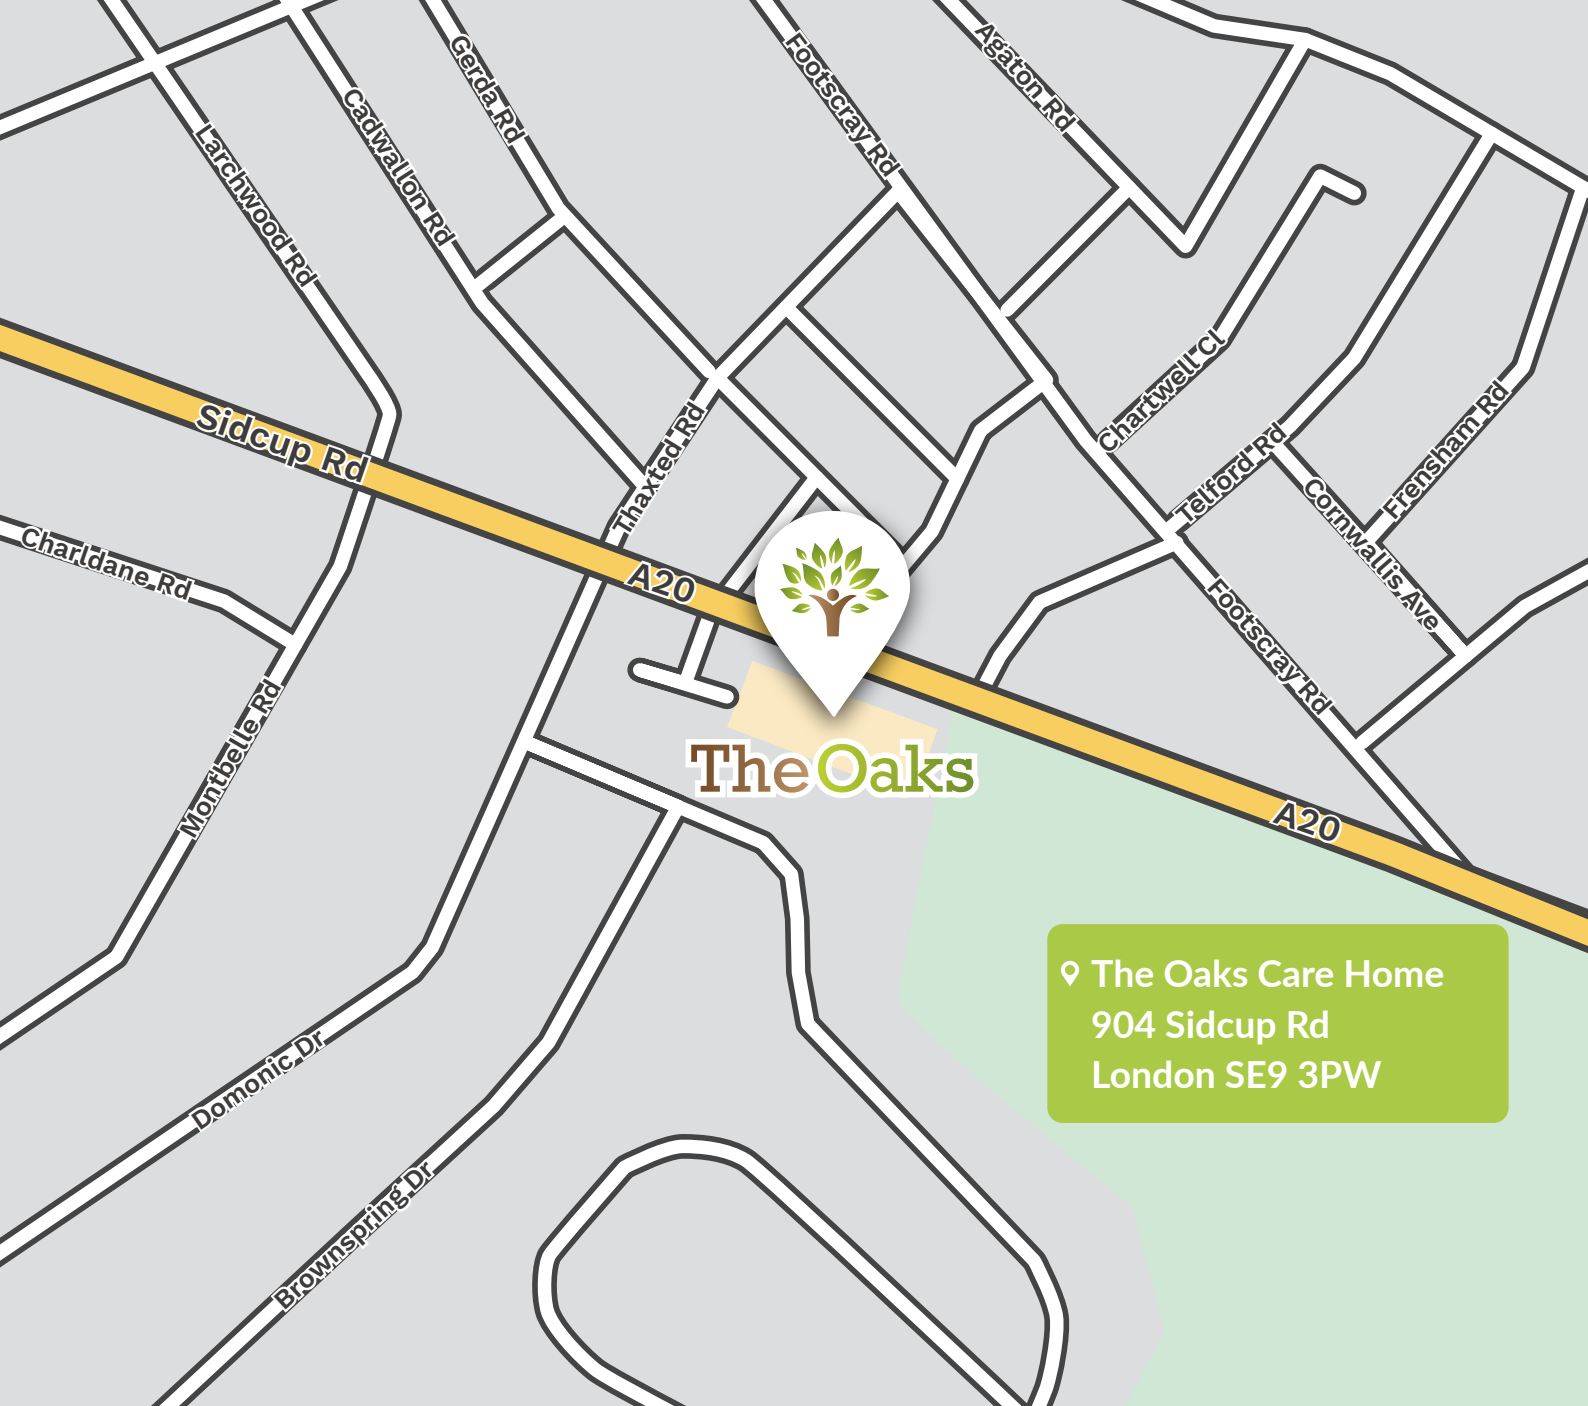 Gerda Rd
Footscray Rd
Agaton Rd
Cadwallon Rd
Larchwood Rd
Chartwell Cl
Sidcup Rd
Thaxted Rd
Telford Rd
Frensham Rd
Cornwallis Ave
Charldane Rd
A20
Footscray Rd
Montbelle Rd
The Oaks
A20
The Oaks Care Home
904 Sidcup Rd
London SE9 3PW
Domonic Dr
Brownspring Dr